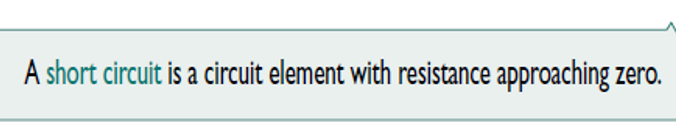 A short circuit is a circuit element with resistance approaching zero.